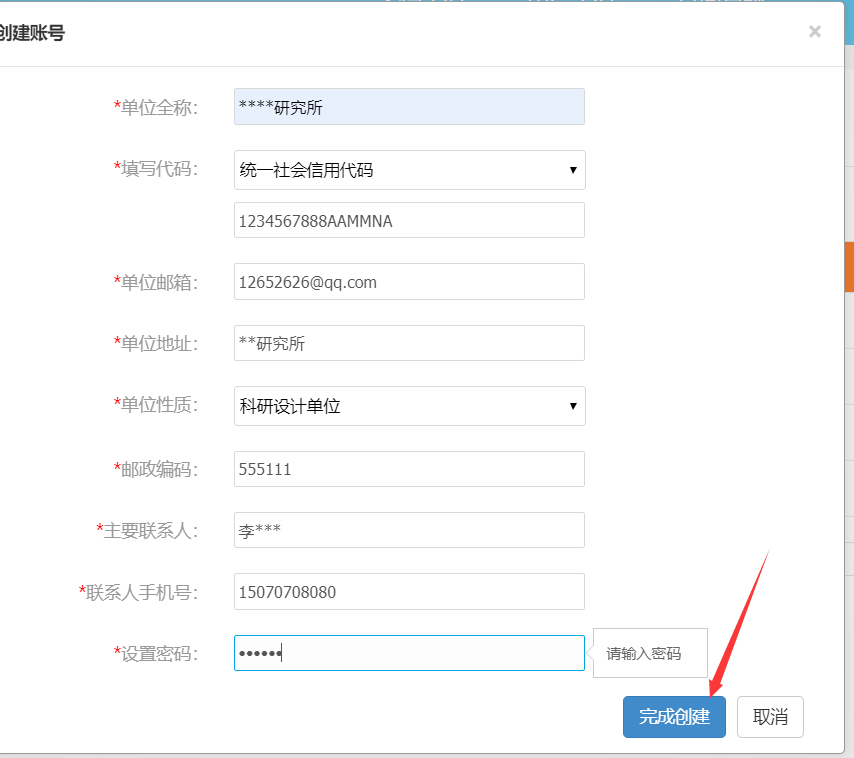 创建账号
×
*单位全称：
****研究所
*填写代码：
统一社会信用代码
1234567888AAMMNA
*单位邮箱：
12652626@qq.com
*单位地址：
**研究所
*单位性质：
科研设计单位
*邮政编码：
555111
*主要联系人：
李***
*联系人手机号：
15070708080
*设置密码：
••••••
请输入密码
完成创建
取消